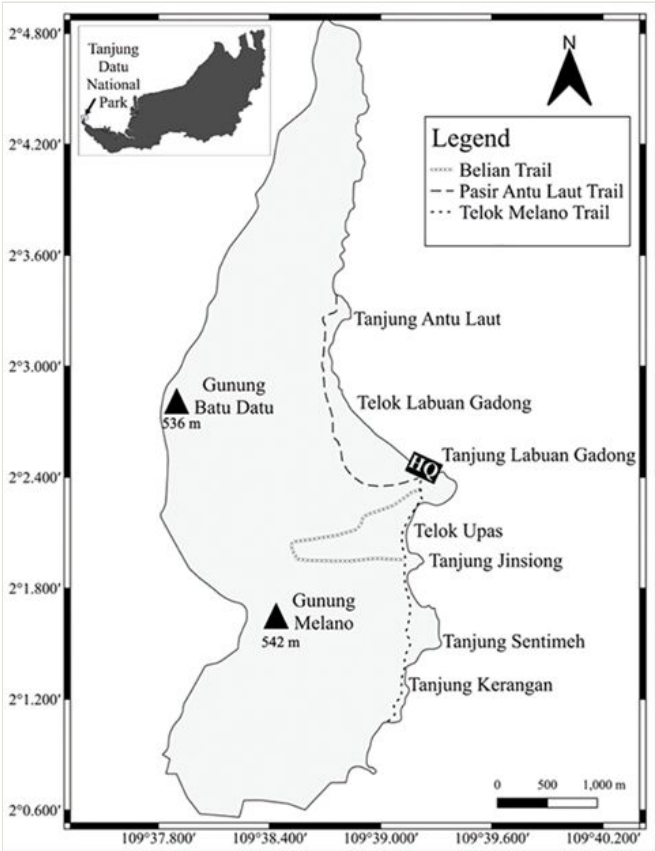 2°4.800'
2°4.200'
2°3.600'
2°3.000'
2°2.400'
2°1.800'
2°1.200'
2°0.600'
Tanjung
Datu
National
Park
N
Legend
Belian Trail
Pasir Antu Laut Trail
Telok Melano Trail
Tanjung Antu Laut
Gunung
Batu Datu
536 m
Telok Labuan Gadong
HQ
Tanjung Labuan Gadong
Telok Upas
Tanjung Jinsiong
Gunung
Melano
542 m
Tanjung Sentimeh
Tanjung Kerangan
0 500 1,000 m
109°37.800' 109°38.400' 109°39.000' 109°39.600' 109°40.200'